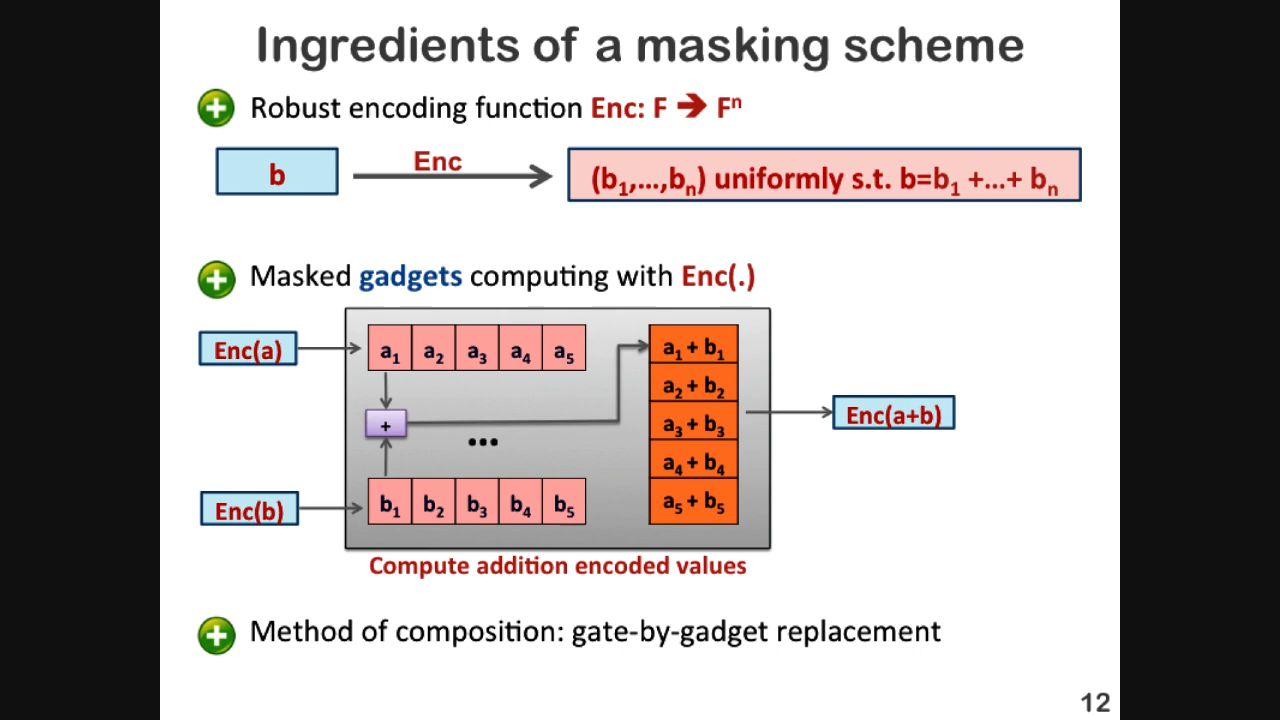 Ingredients of a masking scheme
Robust encoding function Enc: F ➔ Fⁿ
b
Enc
(b₁,...,bₙ) uniformly s.t. b=b₁ +...+ bₙ
Masked gadgets computing with Enc(.)
Enc(a)
a₁ a₂ a₃ a₄ a₅
+
...
Enc(b)
b₁ b₂ b₃ b₄ b₅
a₁ + b₁
a₂ + b₂
a₃ + b₃
a₄ + b₄
a₅ + b₅
Enc(a+b)
Compute addition encoded values
Method of composition: gate-by-gadget replacement
12